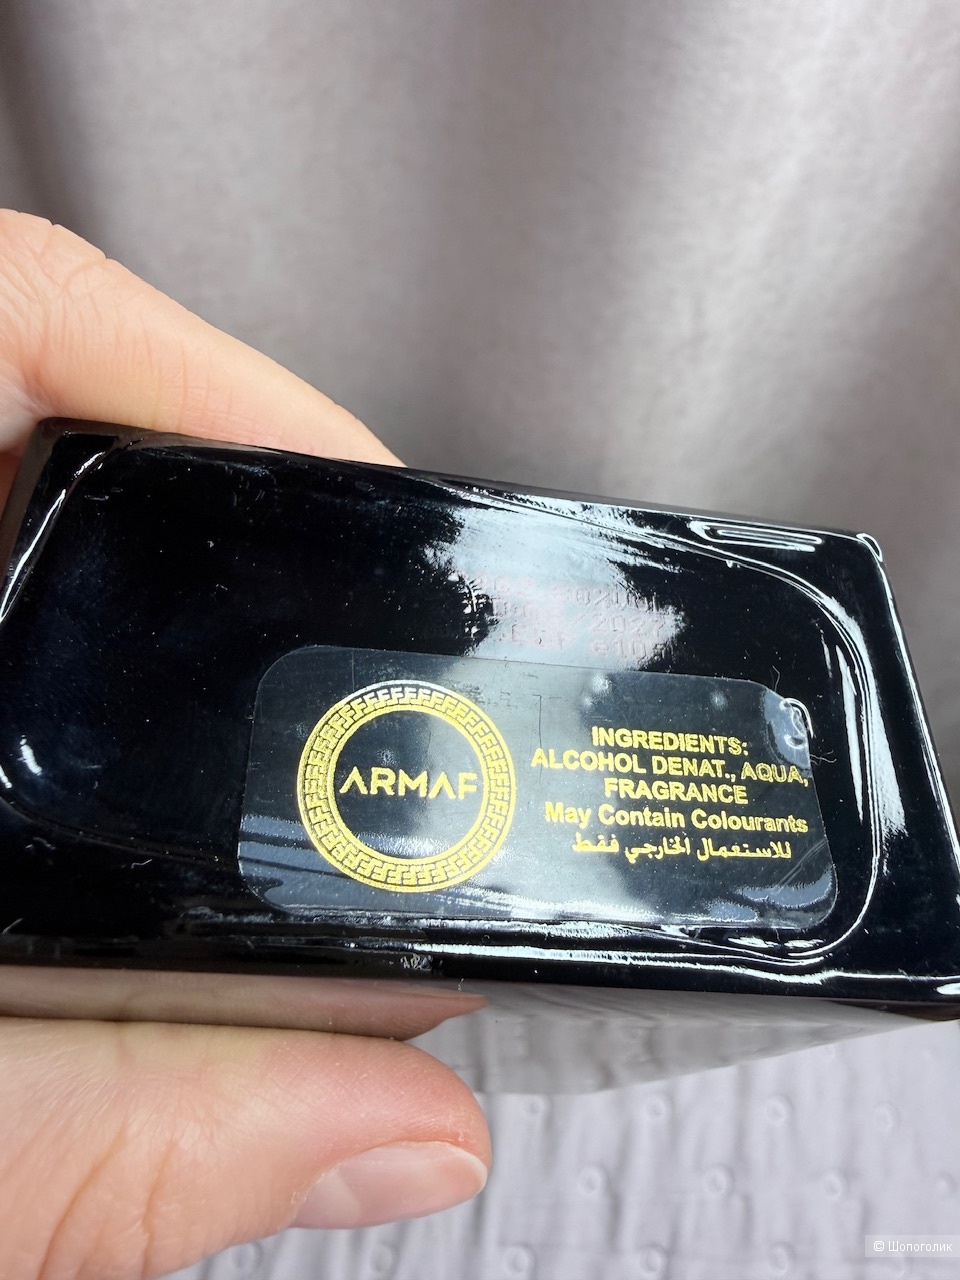 ARMAF
INGREDIENTS:
ALCOHOL DENAT., AQUA,
FRAGRANCE
May Contain Colourants
للاستعمال الخارجي فقط
© Шопоголик